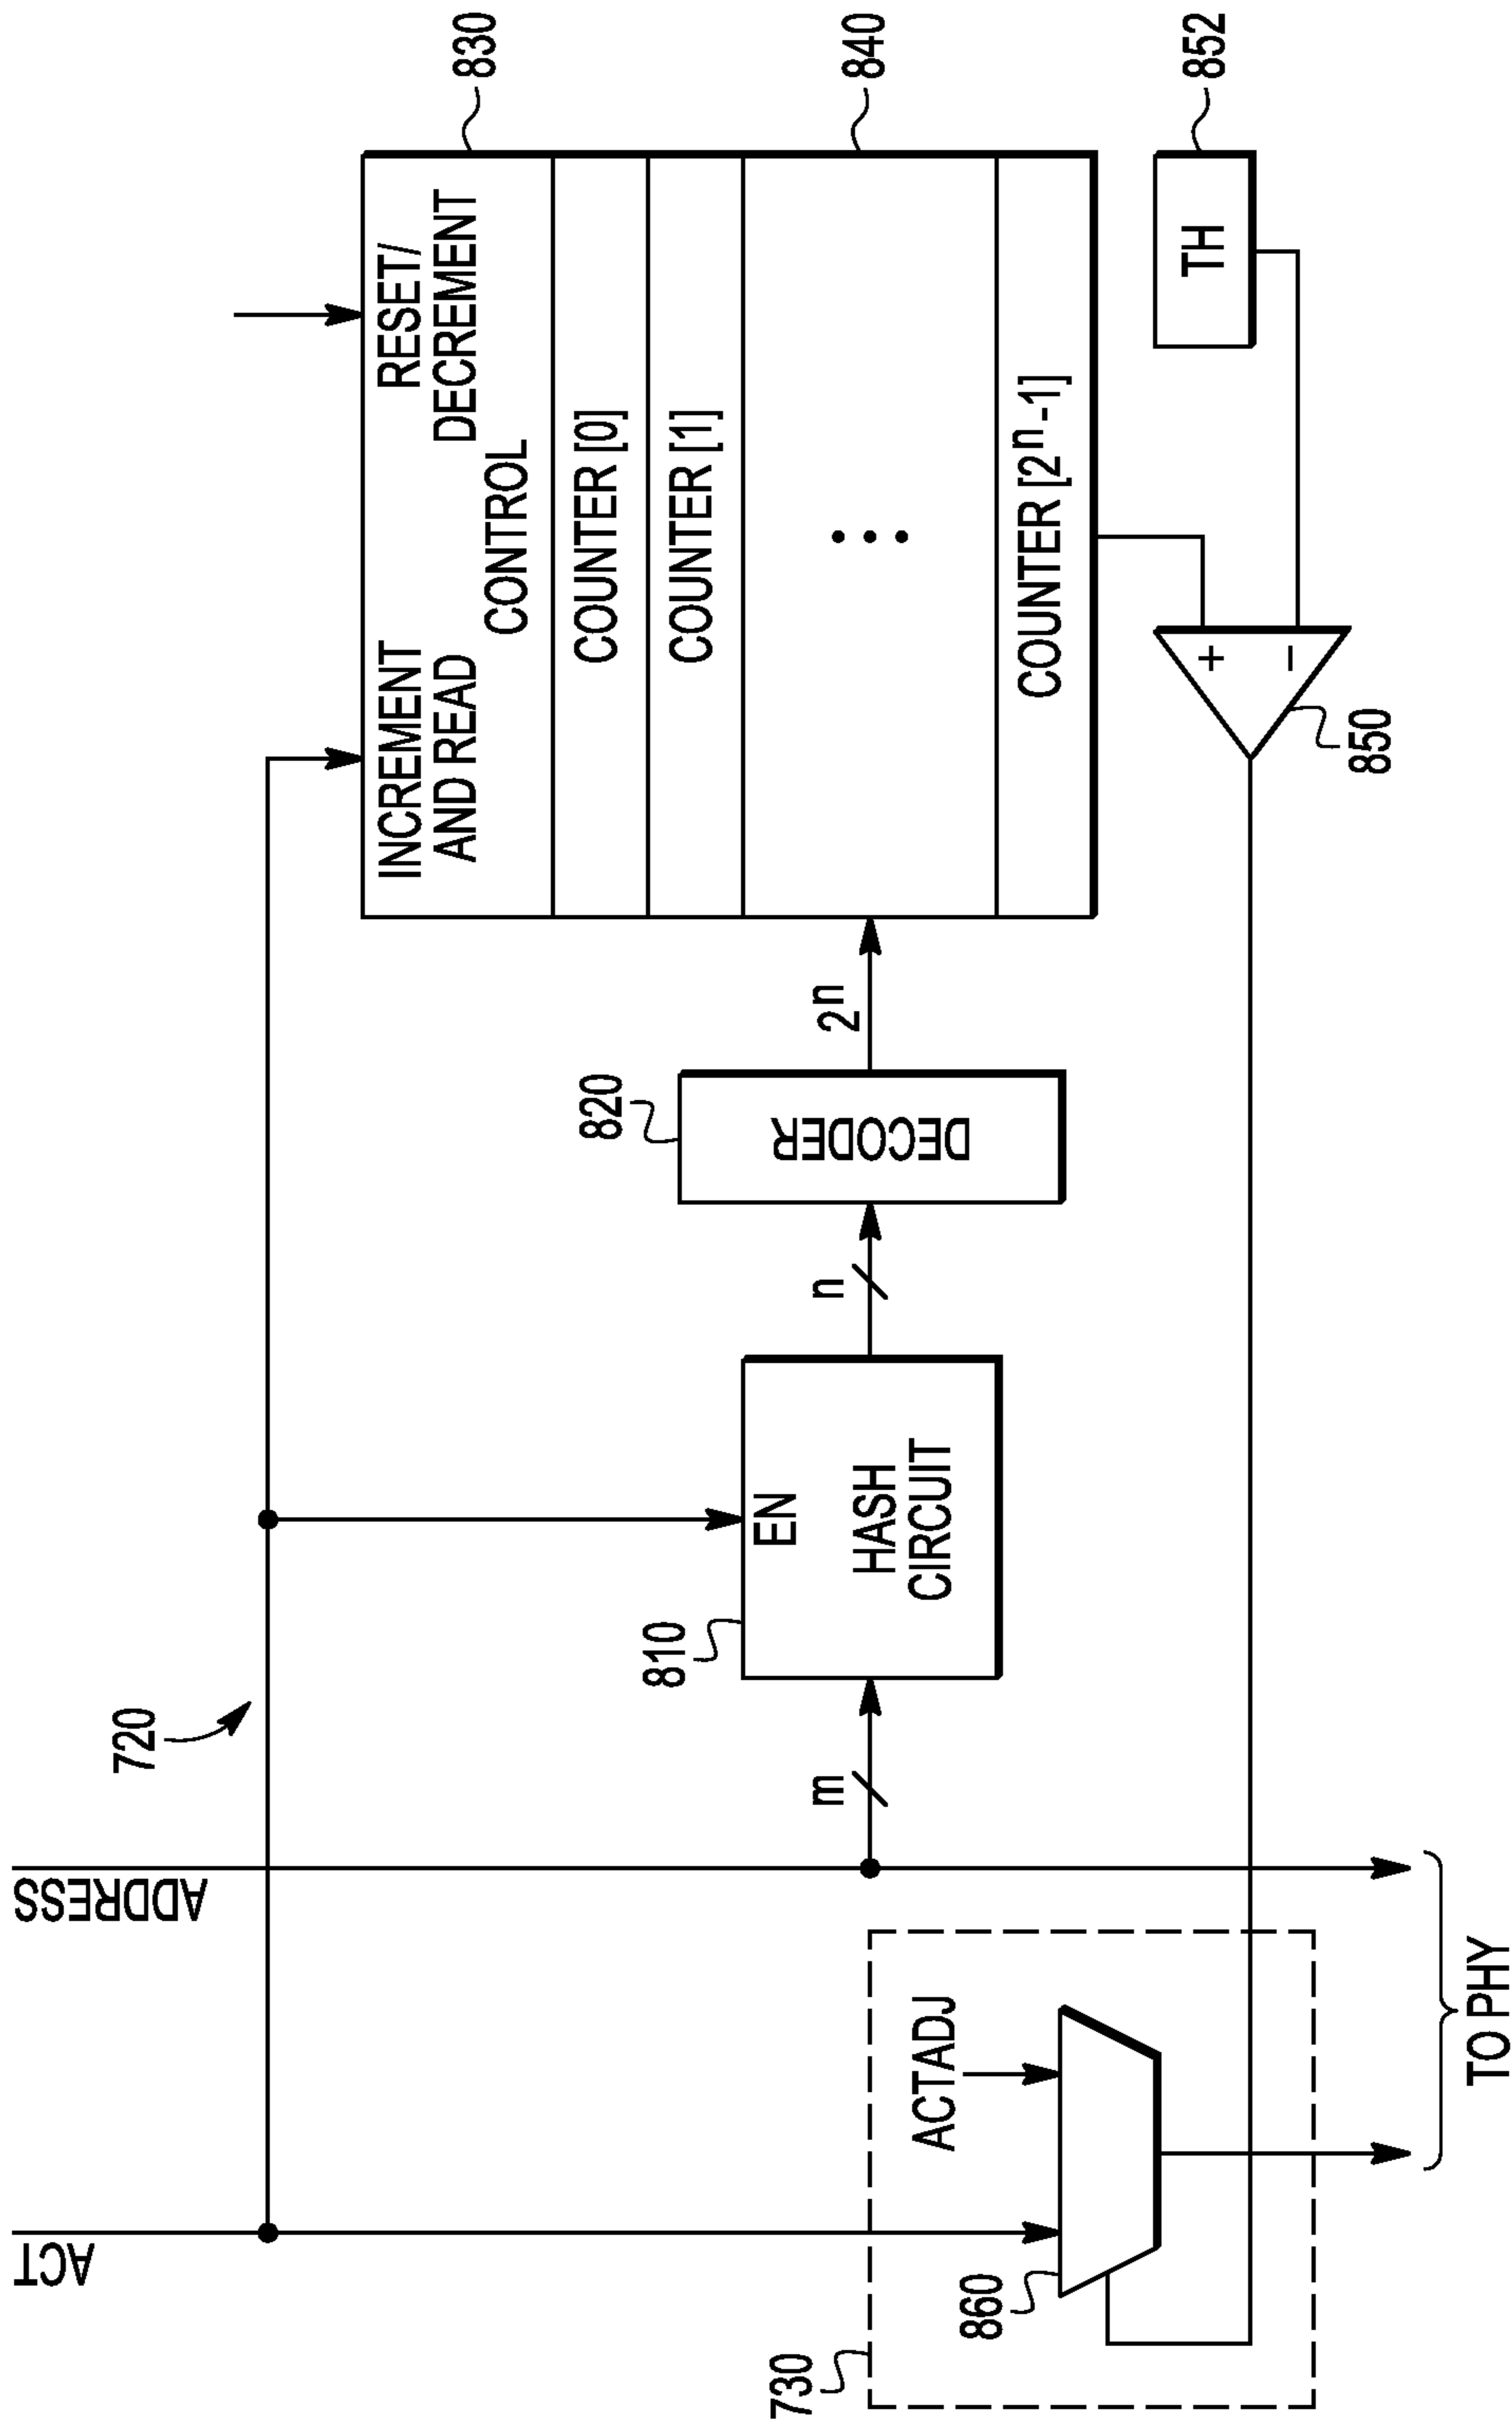 830
840
852
RESET/
DECREMENT
INCREMENT
AND READ
CONTROL
COUNTER [0]
COUNTER [1]
COUNTER [2ⁿ-1]
TH
+
−
850
2ⁿ
820
DECODER
n
EN
HASH
CIRCUIT
810
720
m
ADDRESS
ACT
ACTADJ
860
730
TO PHY